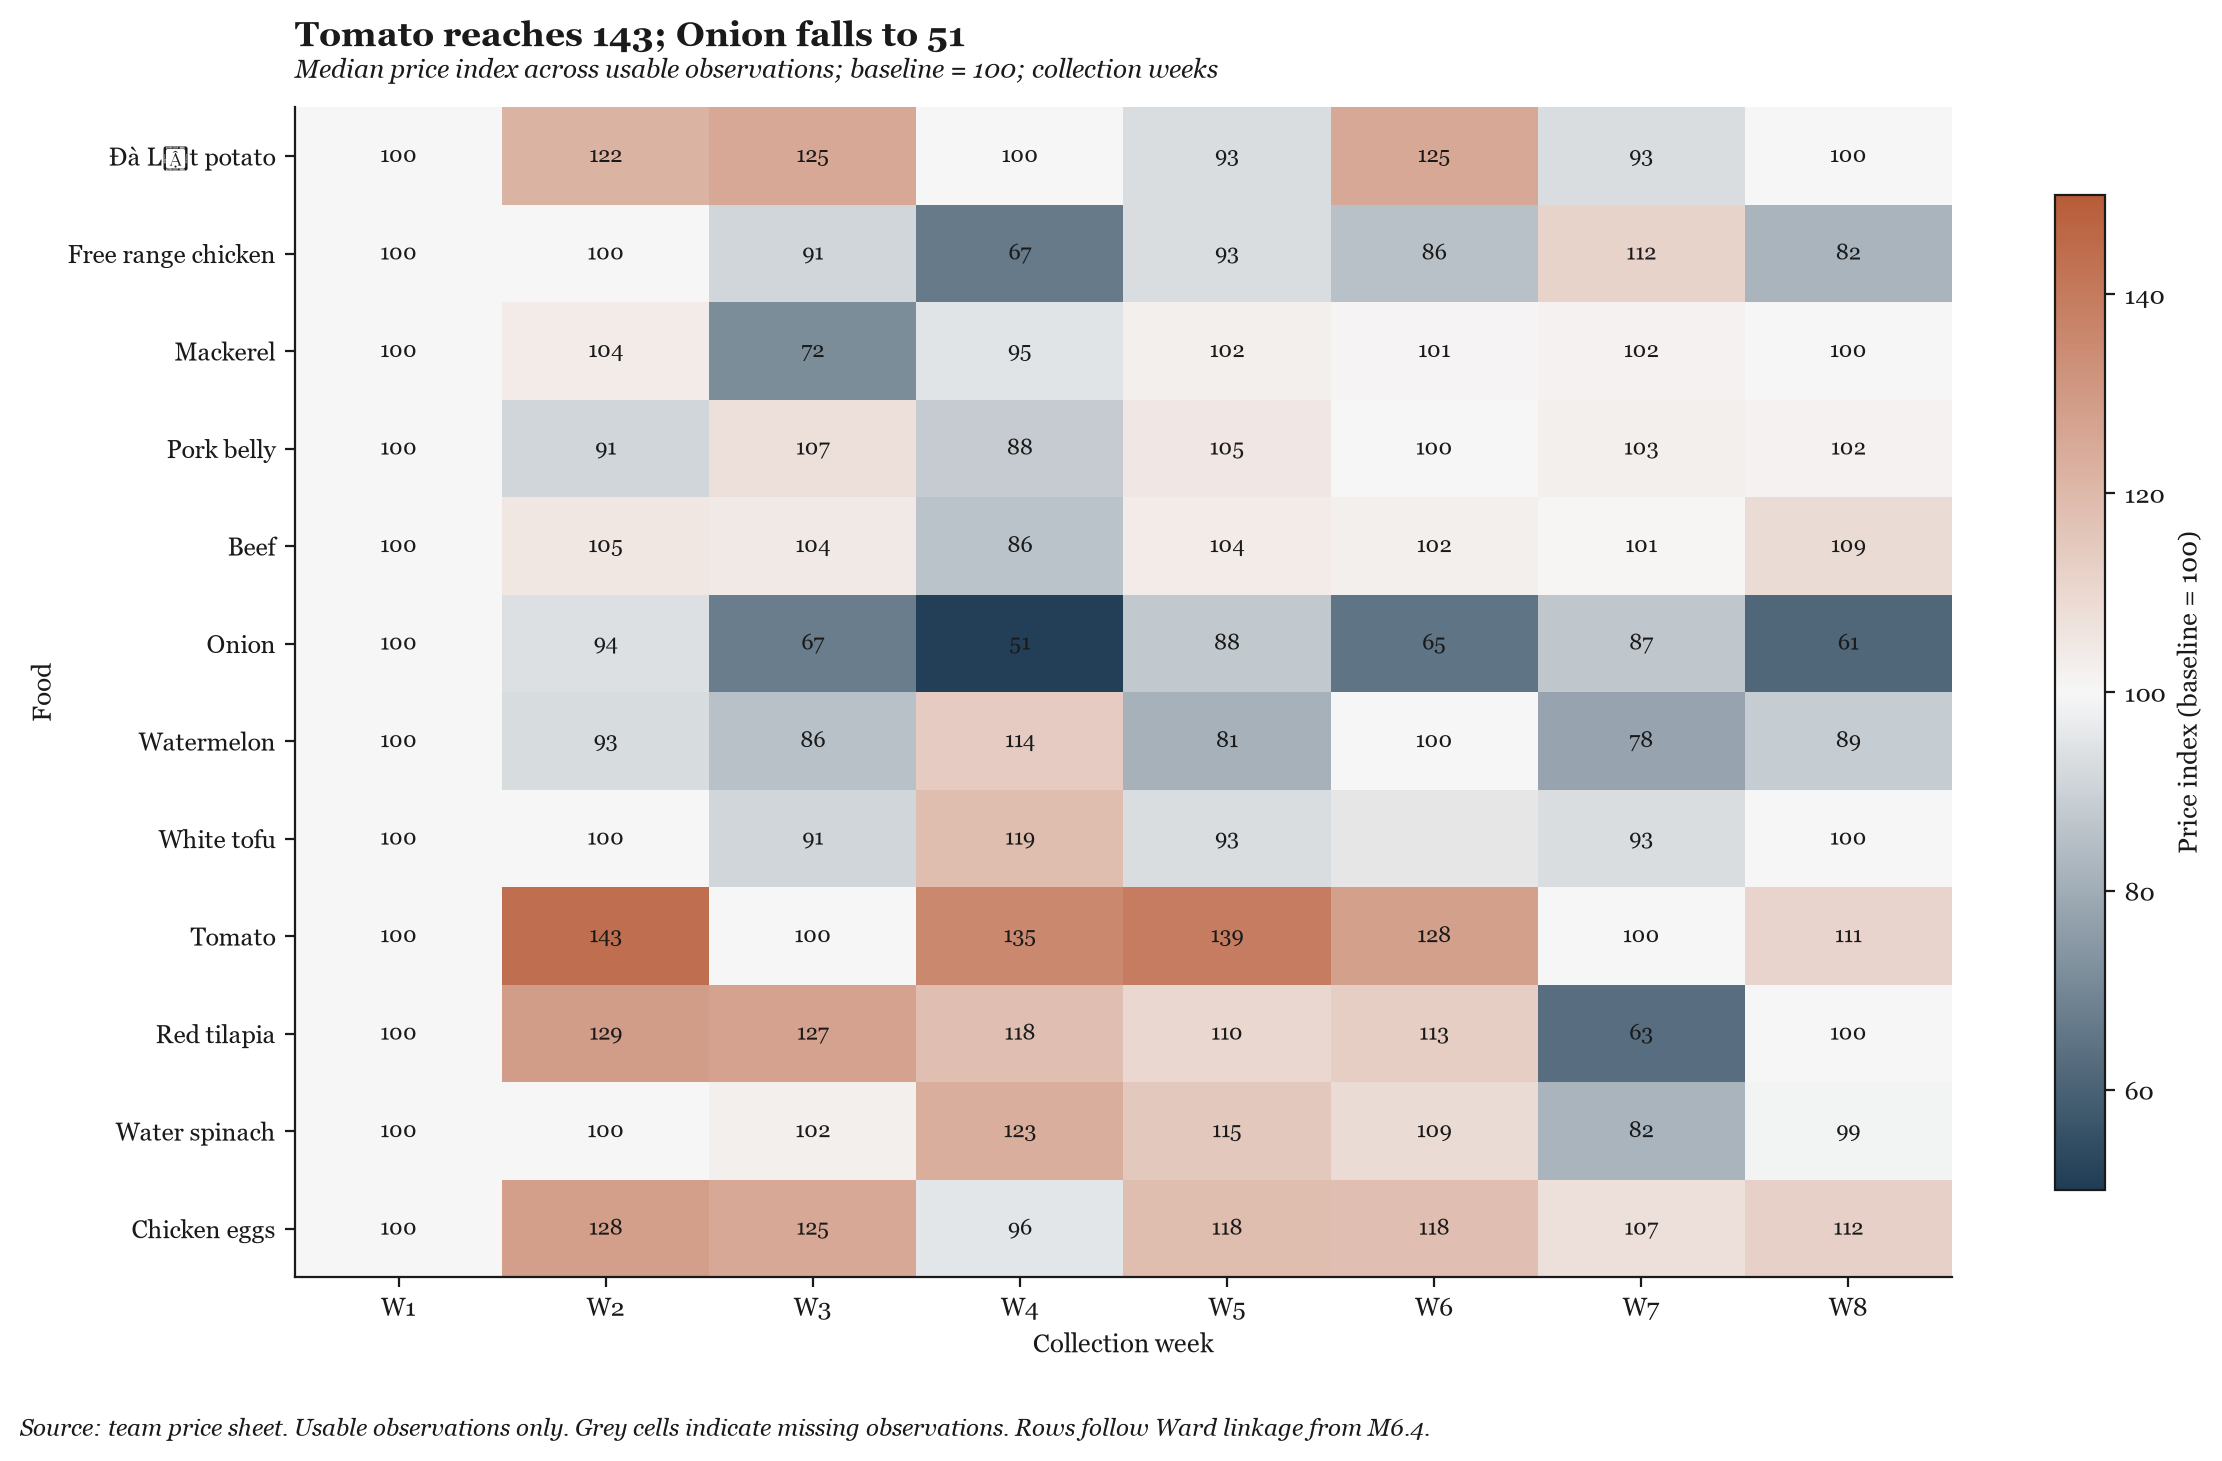 Tomato reaches 143; Onion falls to 51
Median price index across usable observations; baseline = 100; collection weeks
Đà Lạt potato 100 122 125 100 93 125 93 100
Free range chicken 100 100 91 67 93 86 112 82
Mackerel 100 104 72 95 102 101 102 100
Pork belly 100 91 107 88 105 100 103 102
Beef 100 105 104 86 104 102 101 109
Onion 100 94 67 51 88 65 87 61
Watermelon 100 93 86 114 81 100 78 89
White tofu 100 100 91 119 93 93 100
Tomato 100 143 100 135 139 128 100 111
Red tilapia 100 129 127 118 110 113 63 100
Water spinach 100 100 102 123 115 109 82 99
Chicken eggs 100 128 125 96 118 118 107 112
W1 W2 W3 W4 W5 W6 W7 W8
Collection week
Food
140
120
100
80
60
Price index (baseline = 100)
Source: team price sheet. Usable observations only. Grey cells indicate missing observations. Rows follow Ward linkage from M6.4.